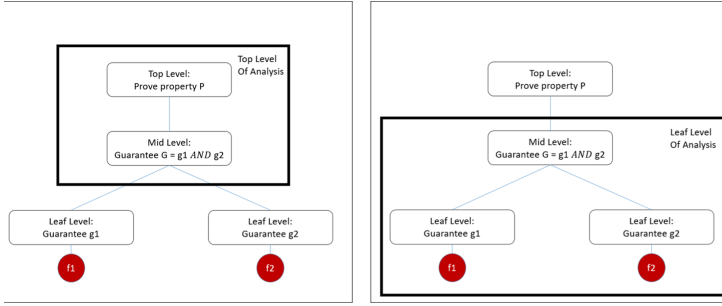 Top Level
Of Analysis
Top Level:
Prove property P
Mid Level:
Guarantee G = g1 AND g2
Leaf Level:
Guarantee g1
Leaf Level:
Guarantee g2
f1
f2
Top Level:
Prove property P
Leaf Level
Of Analysis
Mid Level:
Guarantee G = g1 AND g2
Leaf Level:
Guarantee g1
Leaf Level:
Guarantee g2
f1
f2